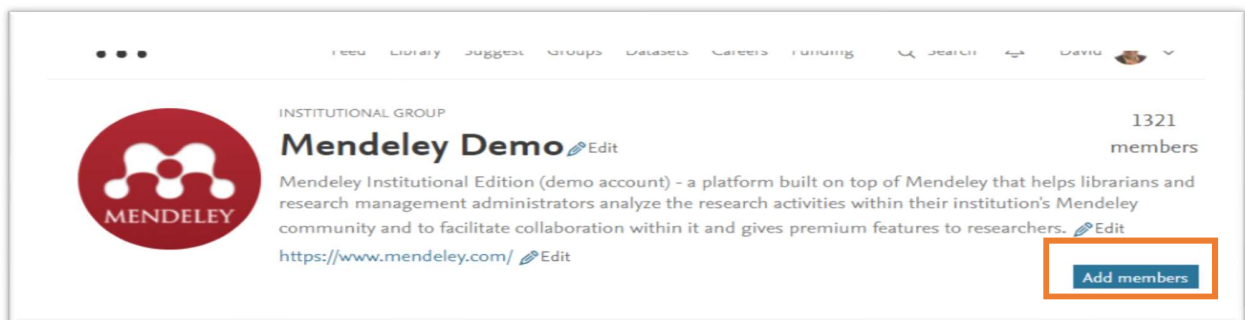 Feed Library Suggest Groups Datasets Careers Funding Search David
INSTITUTIONAL GROUP
1321
Mendeley Demo Edit
members
Mendeley Institutional Edition (demo account) - a platform built on top of Mendeley that helps librarians and
research management administrators analyze the research activities within their institution's Mendeley
MENDELEY
community and to facilitate collaboration within it and gives premium features to researchers. Edit
https://www.mendeley.com/ Edit
Add members